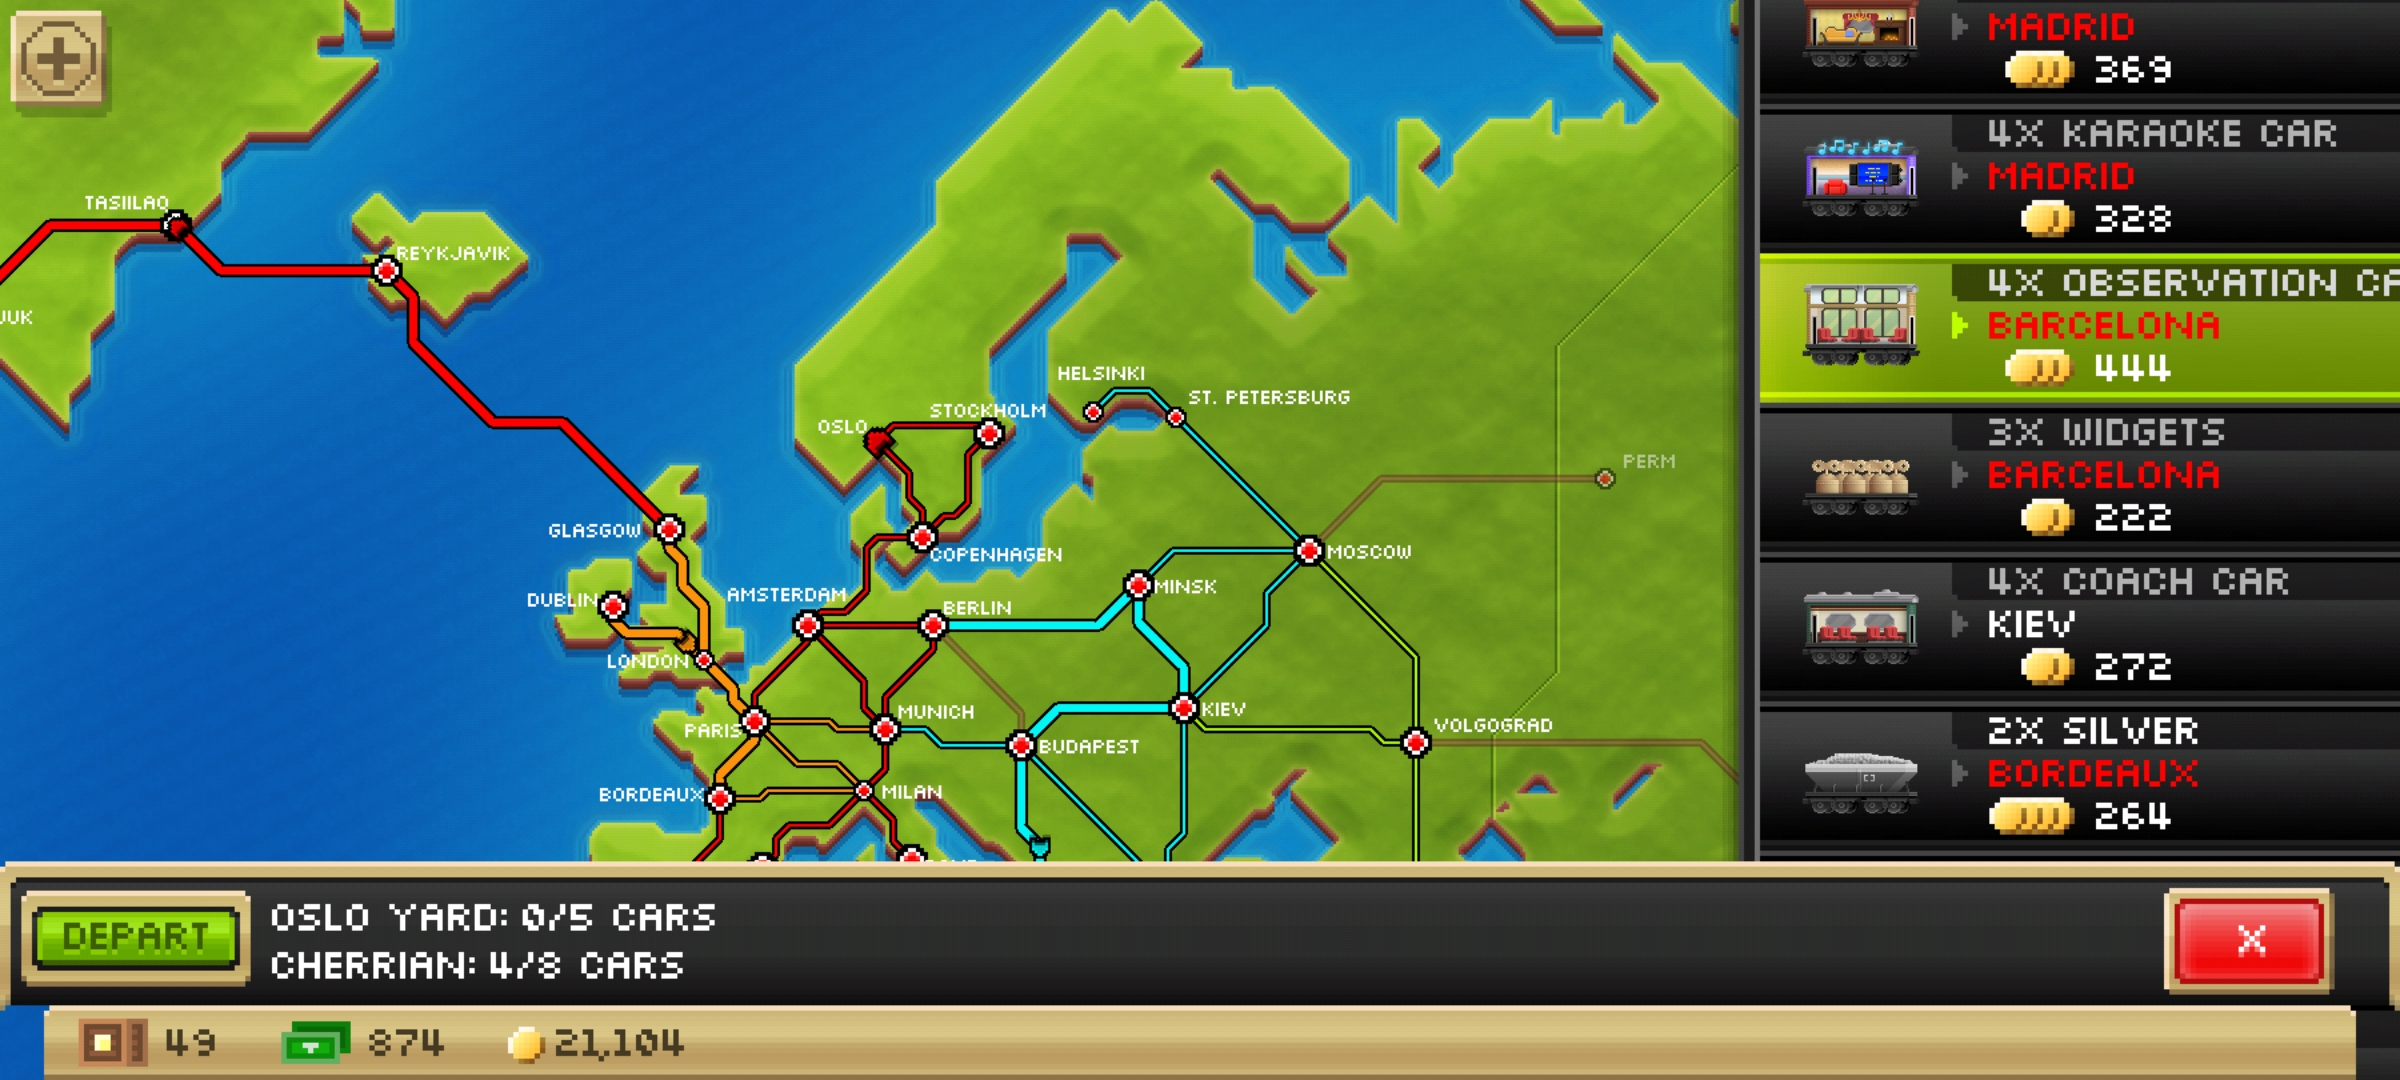 TASIILAQ
REYKJAVIK
UUK
HELSINKI
ST. PETERSBURG
STOCKHOLM
OSLO
PERM
GLASGOW
COPENHAGEN
MOSCOW
DUBLIN
AMSTERDAM
BERLIN
MINSK
LONDON
PARIS
MUNICH
KIEV
VOLGOGRAD
BUDAPEST
BORDEAUX
MILAN
MADRID
369
4X KARAOKE CAR
MADRID
328
4X OBSERVATION CA
BARCELONA
444
3X WIDGETS
BARCELONA
222
4X COACH CAR
KIEV
272
2X SILVER
BORDEAUX
264
DEPART
OSLO YARD: 0/5 CARS
CHERRIAN: 4/8 CARS
X
49
874
21,104